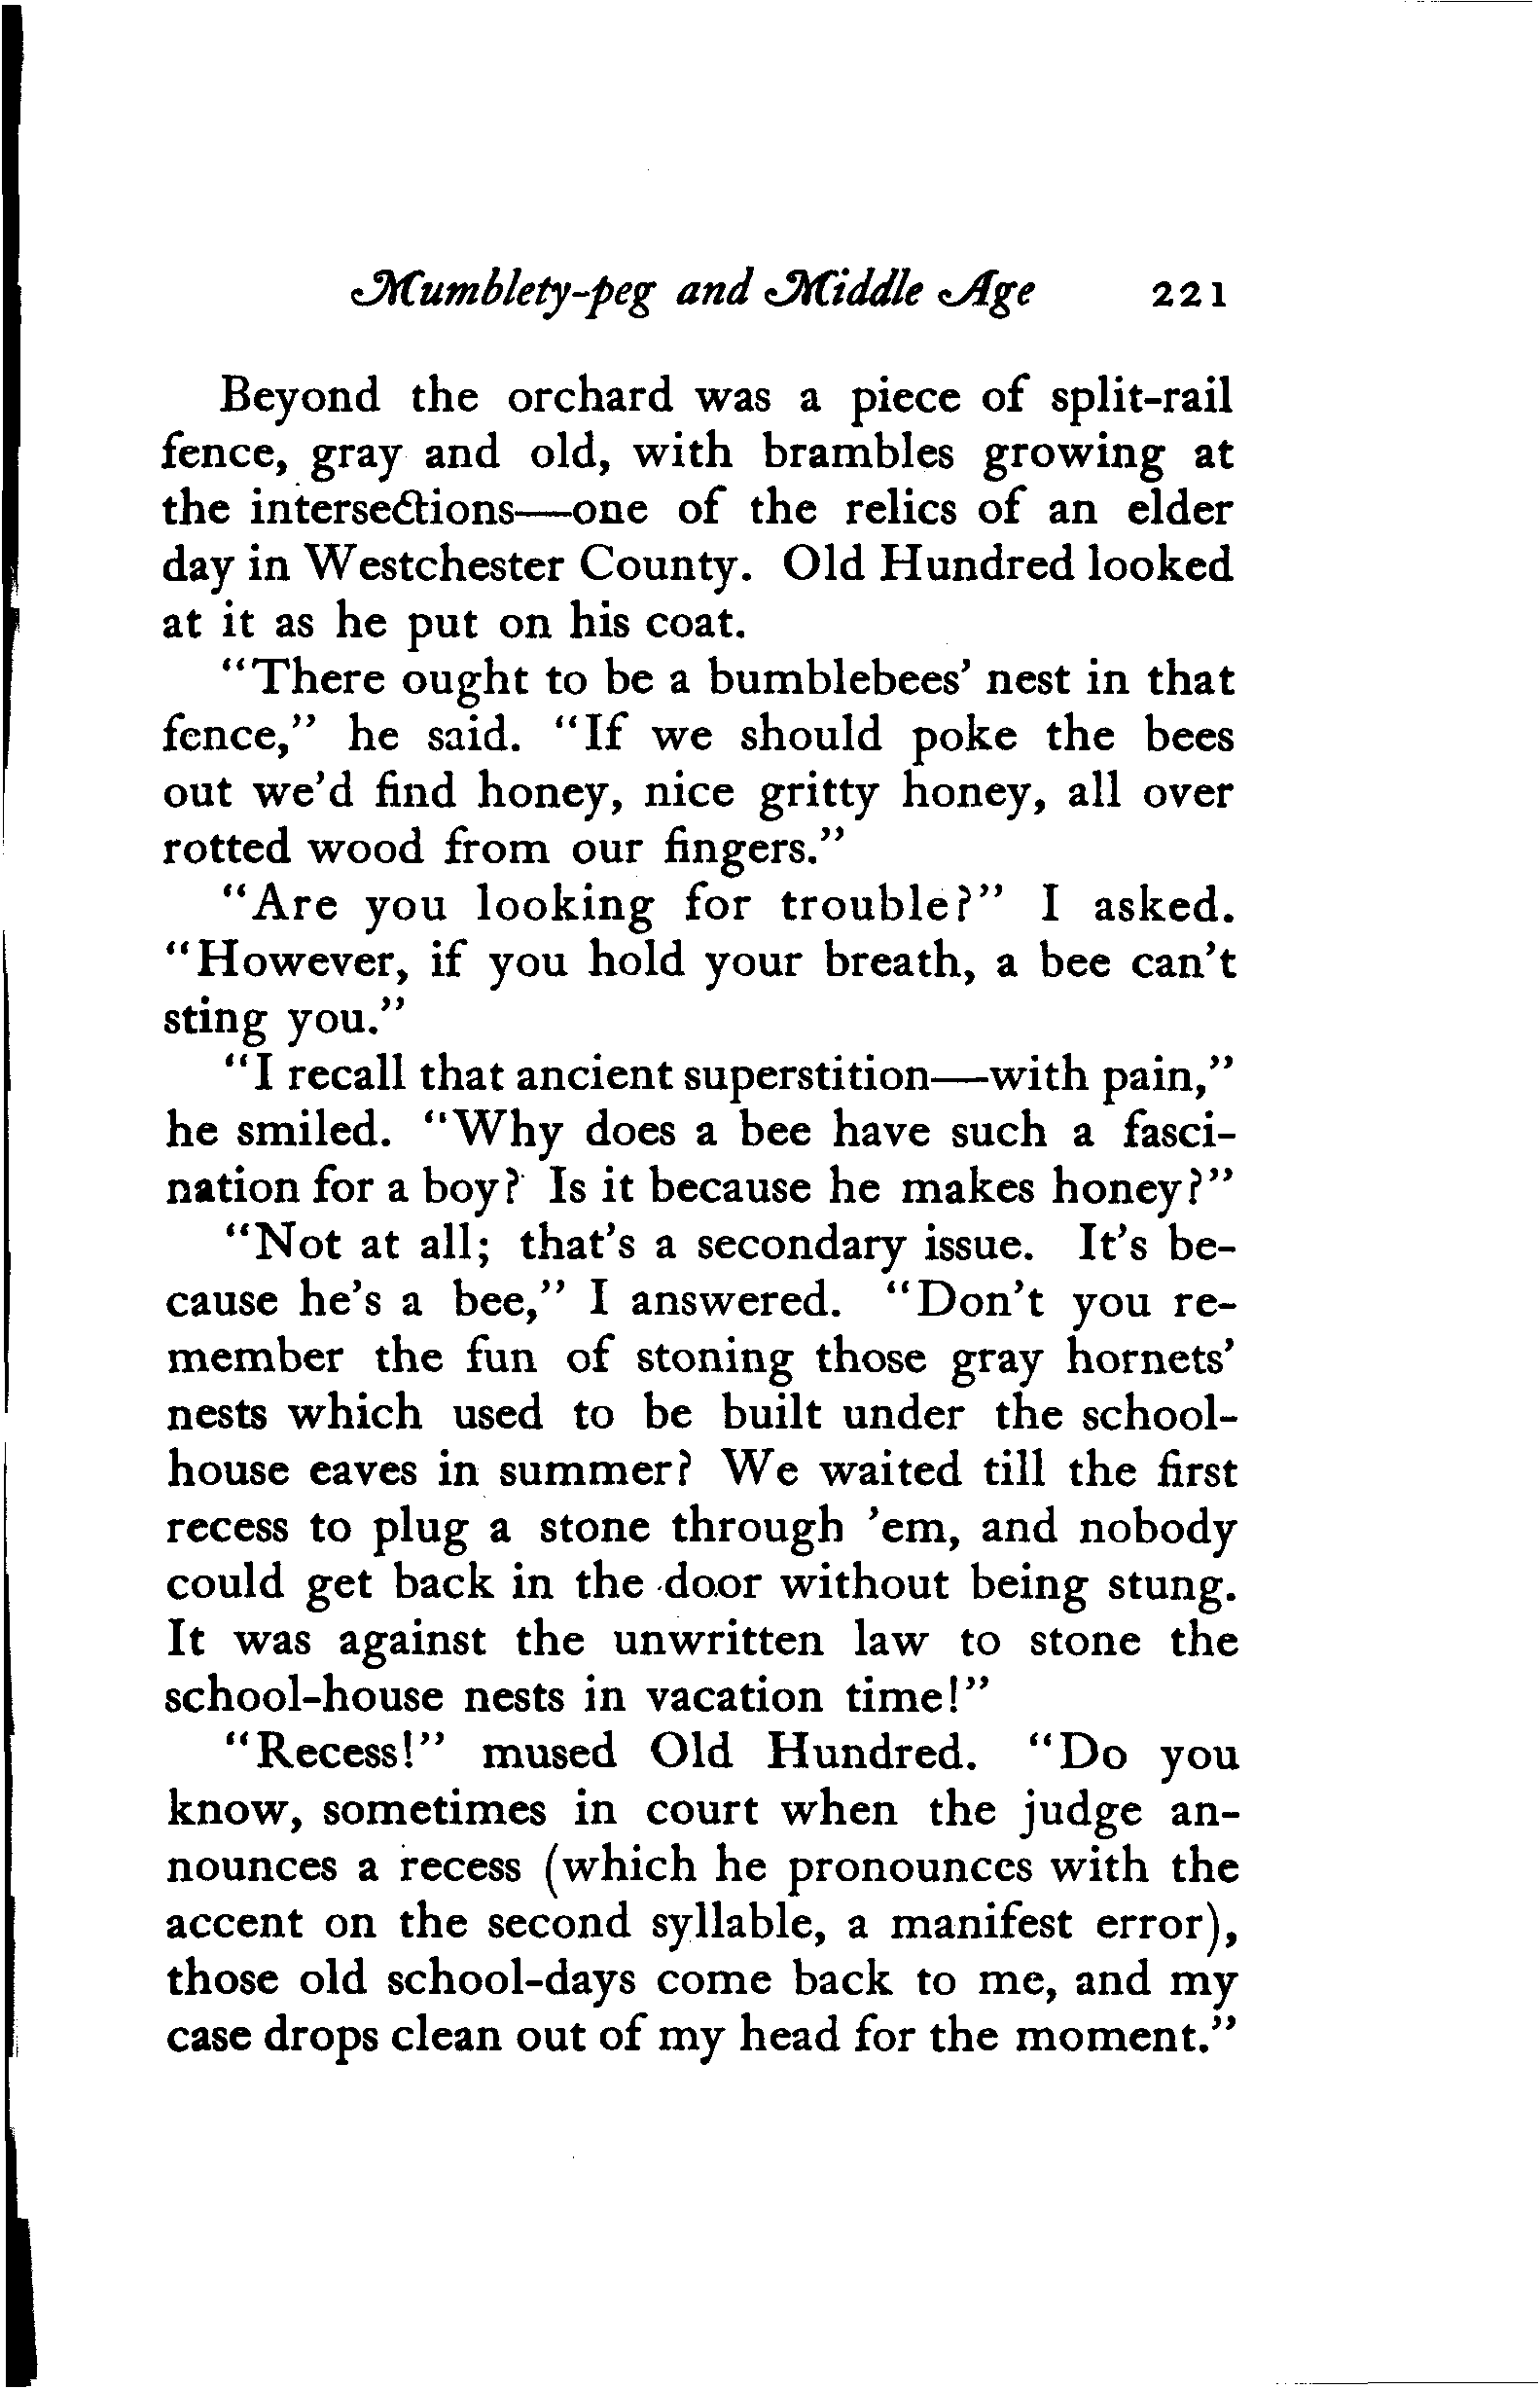 Mumblety-peg and Middle Age 221
Beyond the orchard was a piece of split-rail
fence, gray and old, with brambles growing at
the intersections—one of the relics of an elder
day in Westchester County. Old Hundred looked
at it as he put on his coat.
“There ought to be a bumblebees’ nest in that
fence,” he said. “If we should poke the bees
out we’d find honey, nice gritty honey, all over
rotted wood from our fingers.”
“Are you looking for trouble?” I asked.
“However, if you hold your breath, a bee can’t
sting you.”
“I recall that ancient superstition—with pain,”
he smiled. “Why does a bee have such a fasci-
nation for a boy? Is it because he makes honey?”
“Not at all; that’s a secondary issue. It’s be-
cause he’s a bee,” I answered. “Don’t you re-
member the fun of stoning those gray hornets’
nests which used to be built under the school-
house eaves in summer? We waited till the first
recess to plug a stone through ’em, and nobody
could get back in the door without being stung.
It was against the unwritten law to stone the
school-house nests in vacation time!”
“Recess!” mused Old Hundred. “Do you
know, sometimes in court when the judge an-
nounces a recess (which he pronounces with the
accent on the second syllable, a manifest error),
those old school-days come back to me, and my
case drops clean out of my head for the moment.”